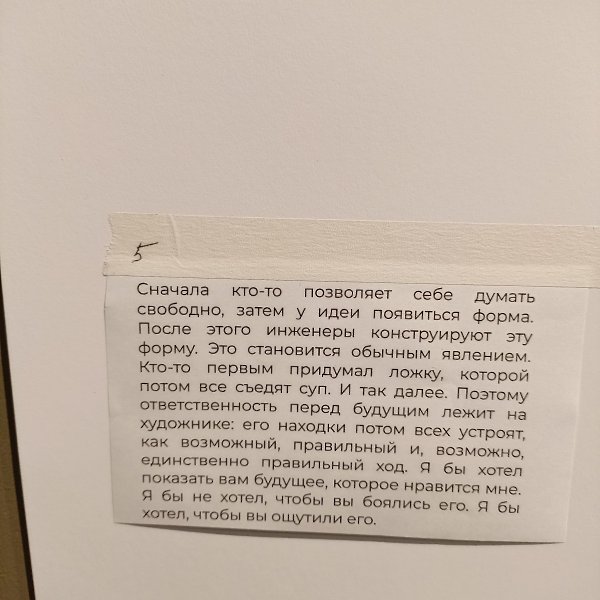 5
Сначала кто-то позволяет себе думать
свободно, затем у идеи появиться форма.
После этого инженеры конструируют эту
форму. Это становится обычным явлением.
Кто-то первым придумал ложку, которой
потом все съедят суп. И так далее. Поэтому
ответственность перед будущим лежит на
художнике: его находки потом всех устроят,
как возможный, правильный и, возможно,
единственно правильный ход. Я бы хотел
показать вам будущее, которое нравится мне.
Я бы не хотел, чтобы вы боялись его. Я бы
хотел, чтобы вы ощутили его.